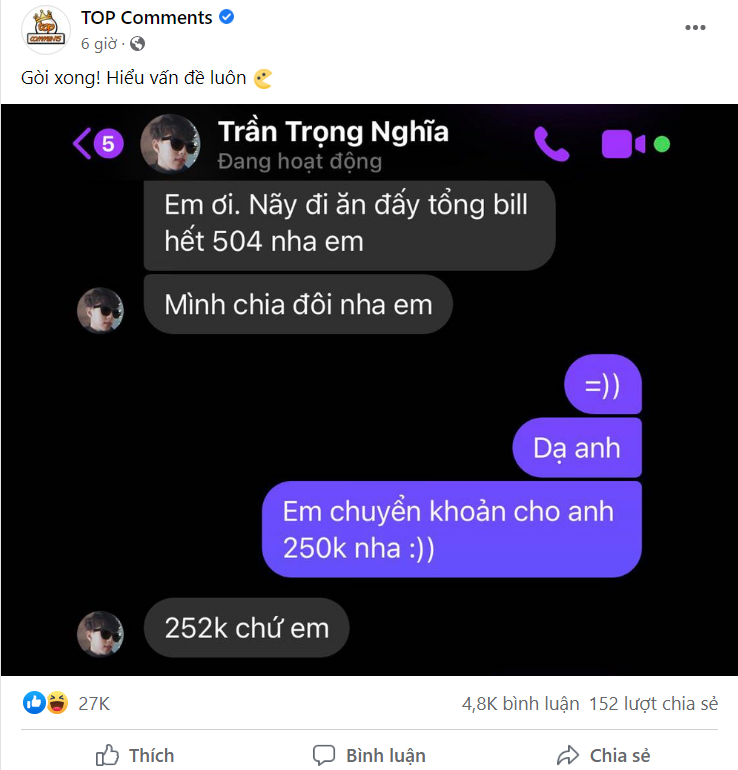 TOP Comments
6 giờ ·
Gòi xong! Hiểu vấn đề luôn
TOP
COMMENTS
5
Trần Trọng Nghĩa
Đang hoạt động
Em ơi. Nãy đi ăn đấy tổng bill
hết 504 nha em
Mình chia đôi nha em
=))
Dạ anh
Em chuyển khoản cho anh
250k nha :))
252k chứ em
27K
4,8K bình luận 152 lượt chia sẻ
Thích
Bình luận
Chia sẻ